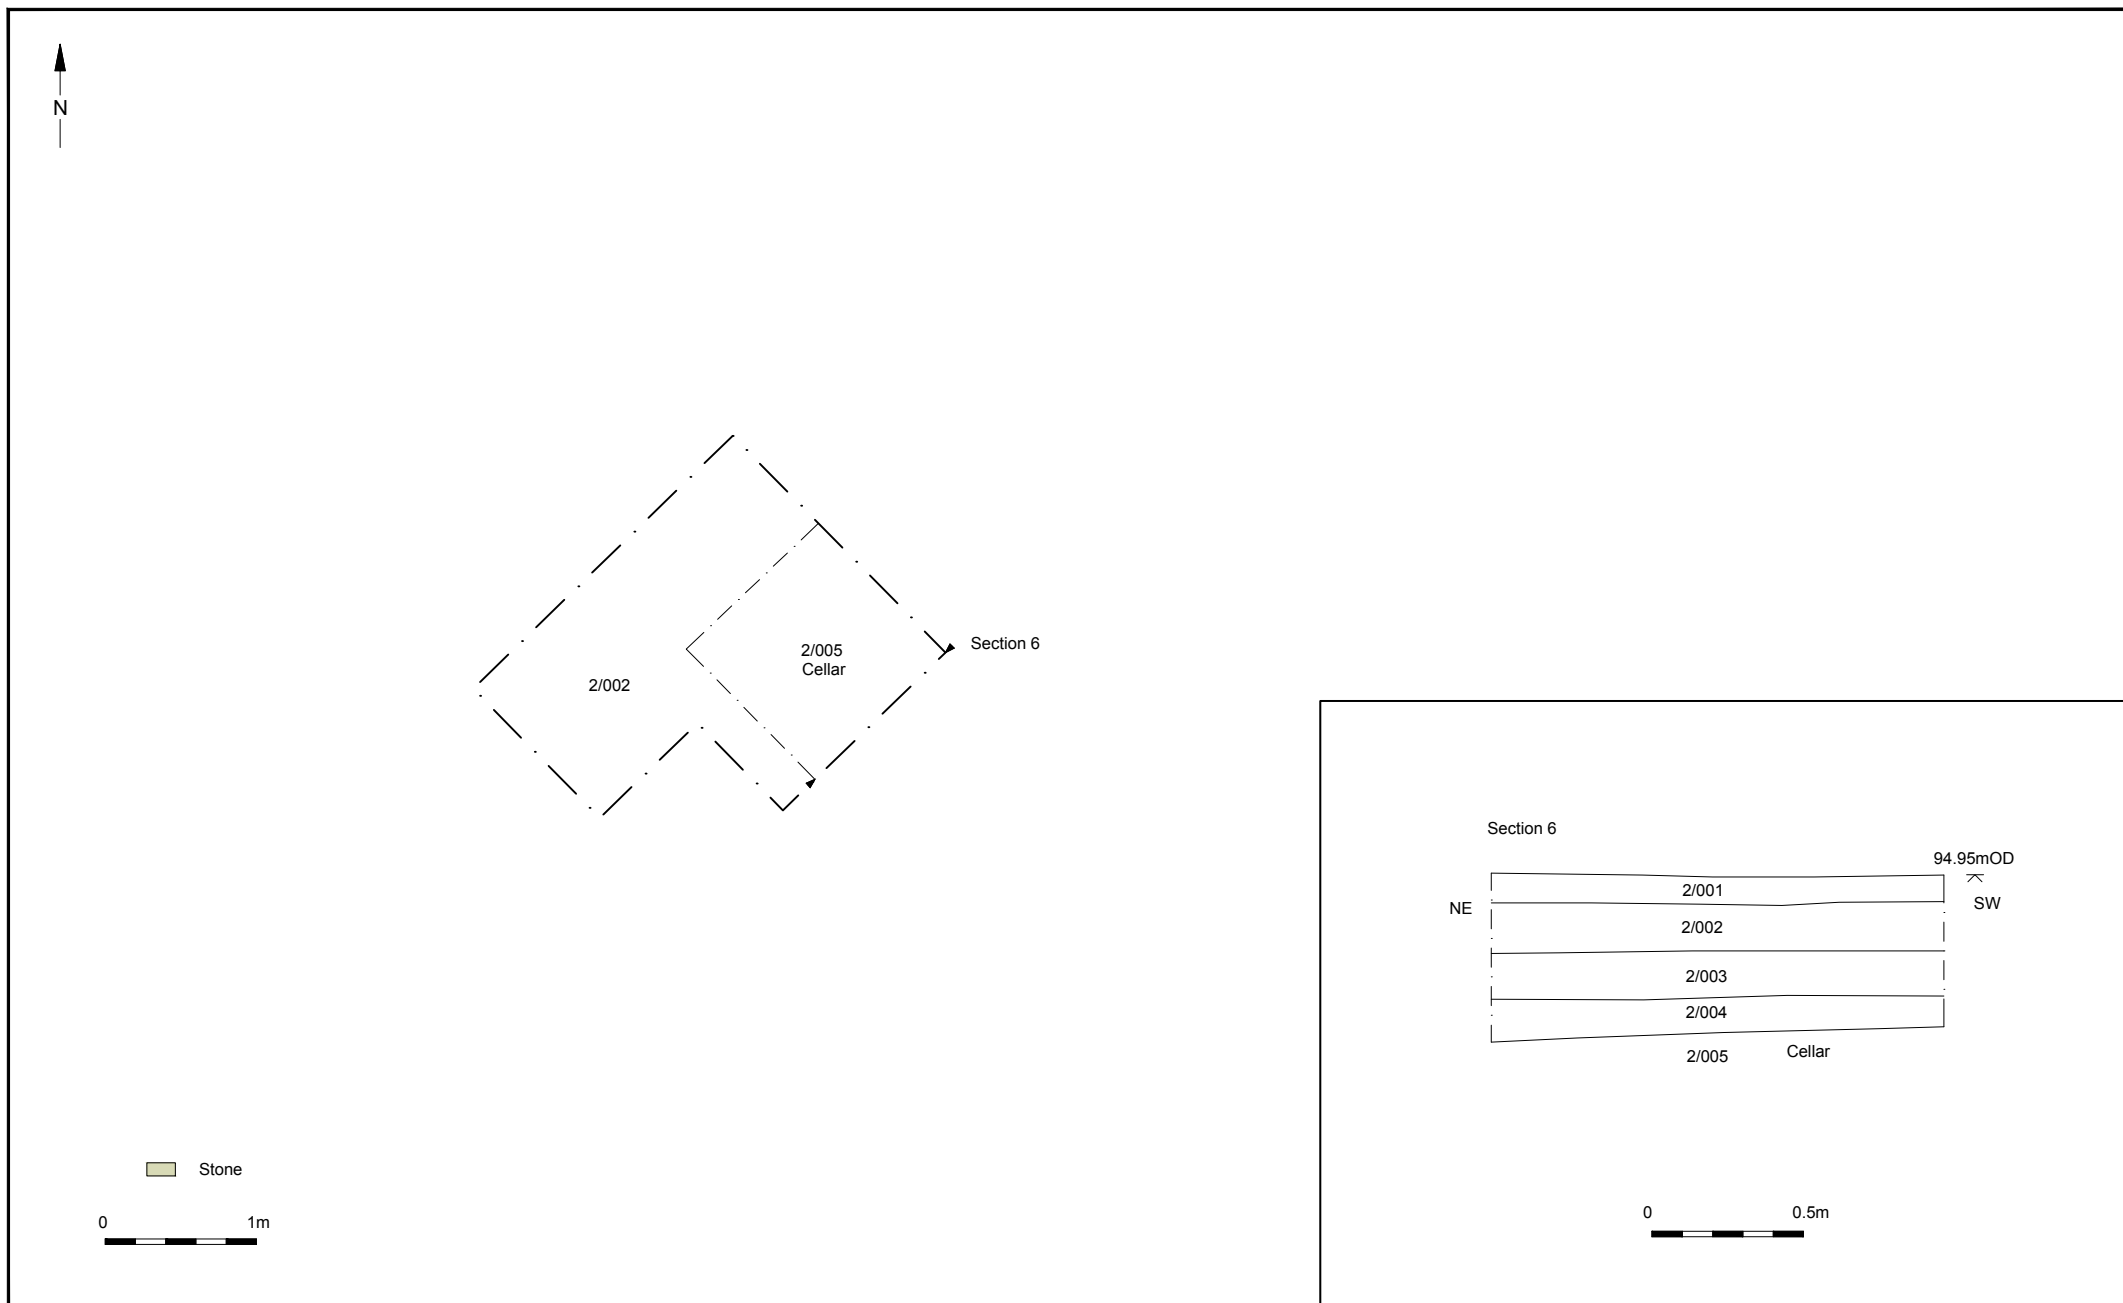 N
Section 6
2/005
Cellar
2/002
Section 6
94.95mOD
2/001
NE
SW
2/002
2/003
2/004
2/005
Cellar
Stone
0
1m
0
0.5m